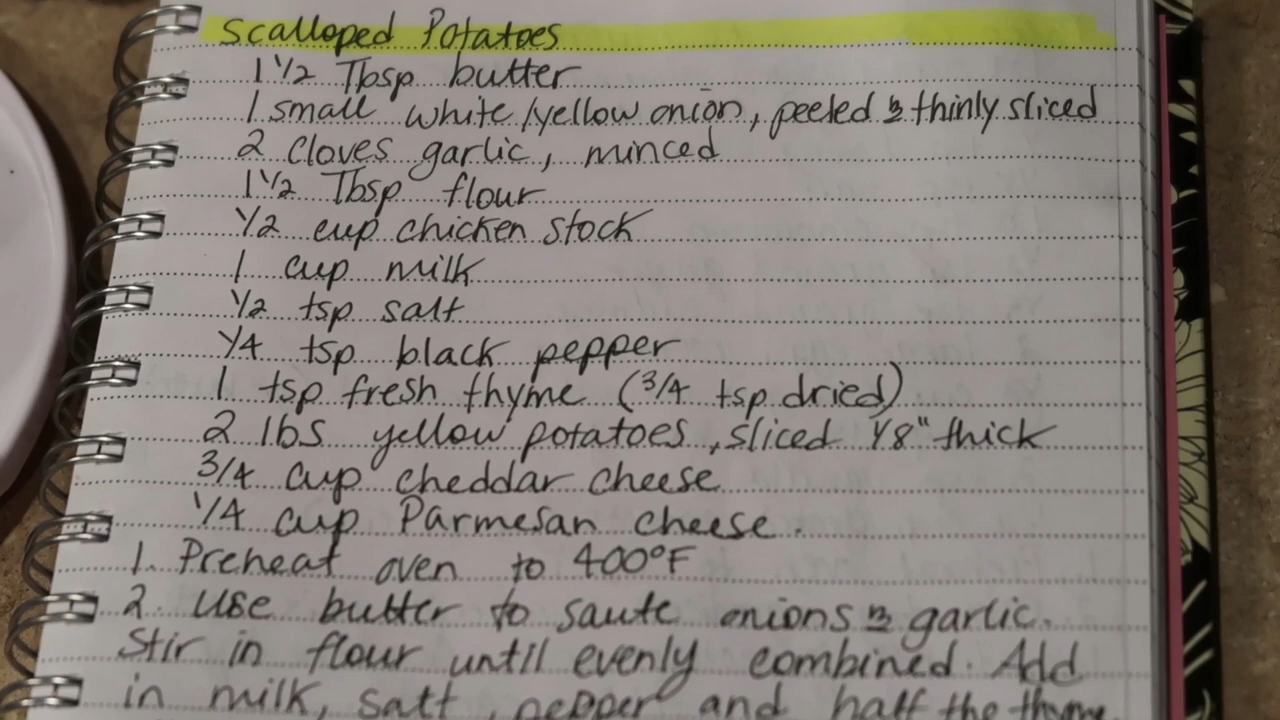 Scalloped Potatoes
1 1/2 Tbsp butter
1 small white/yellow onion, peeled & thinly sliced
2 cloves garlic, minced
1 1/2 Tbsp flour
1/2 cup chicken stock
1 cup milk
1/2 tsp salt
1/4 tsp black pepper
1 tsp fresh thyme (3/4 tsp dried)
2 lbs yellow potatoes, sliced 1/8" thick
3/4 cup cheddar cheese
1/4 cup Parmesan cheese.
1. Preheat oven to 400°F
2. Use butter to saute onions & garlic.
Stir in flour until evenly combined. Add
in milk, salt, pepper and half the thyme